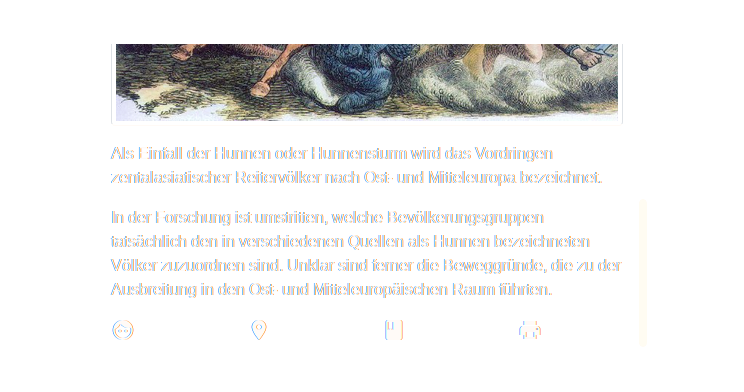 Als Einfall der Hunnen oder Hunnensturm wird das Vordringen
zentalasiatischer Reitervölker nach Ost- und Mitteleuropa bezeichnet.
In der Forschung ist umstritten, welche Bevölkerungsgruppen
tatsächlich den in verschiedenen Quellen als Hunnen bezeichneten
Völker zuzuordnen sind. Unklar sind ferner die Beweggründe, die zu der
Ausbreitung in den Ost- und Mitteleuropäischen Raum führten.